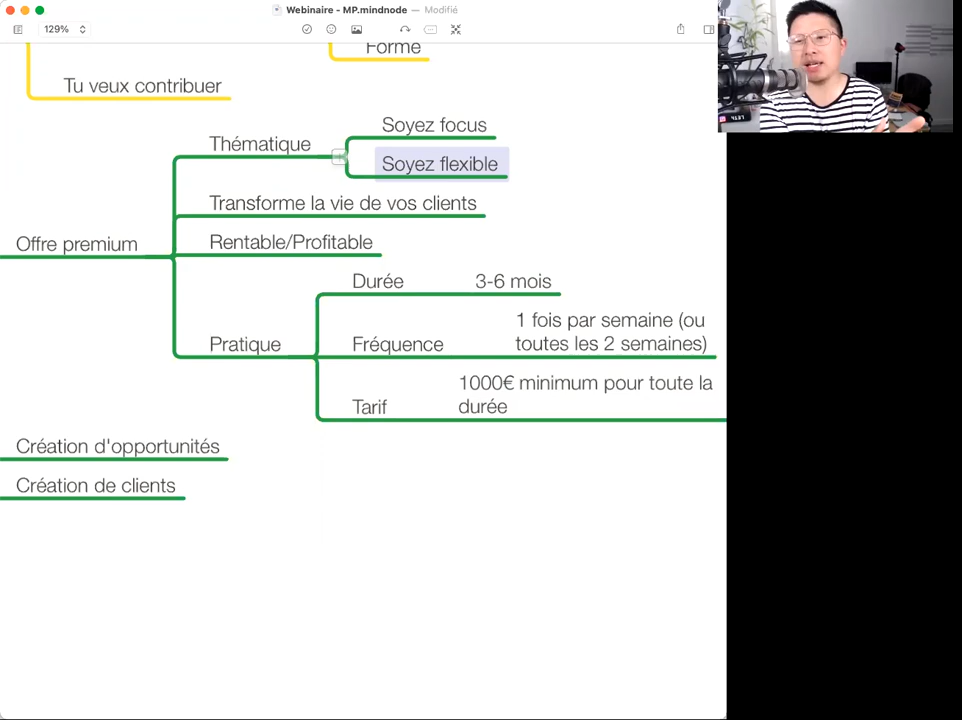 Webinaire - MP.mindnode — Modifié
129%
Forme
Tu veux contribuer
Soyez focus
Thématique
Soyez flexible
Transforme la vie de vos clients
Offre premium
Rentable/Profitable
Durée
3-6 mois
1 fois par semaine (ou
toutes les 2 semaines)
Pratique
Fréquence
1000€ minimum pour toute la
durée
Tarif
Création d'opportunités
Création de clients